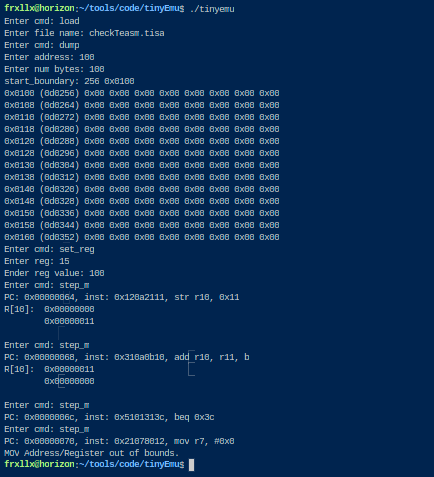 frxllx@horizon:~/tools/code/tinyEmu$ ./tinyemu
Enter cmd: load
Enter file name: checkTeasm.tisa
Enter cmd: dump
Enter address: 100
Enter num bytes: 100
start_boundary: 256 0x0100
0x0100 (0d0256) 0x00 0x00 0x00 0x00 0x00 0x00 0x00 0x00
0x0108 (0d0264) 0x00 0x00 0x00 0x00 0x00 0x00 0x00 0x00
0x0110 (0d0272) 0x00 0x00 0x00 0x00 0x00 0x00 0x00 0x00
0x0118 (0d0280) 0x00 0x00 0x00 0x00 0x00 0x00 0x00 0x00
0x0120 (0d0288) 0x00 0x00 0x00 0x00 0x00 0x00 0x00 0x00
0x0128 (0d0296) 0x00 0x00 0x00 0x00 0x00 0x00 0x00 0x00
0x0130 (0d0304) 0x00 0x00 0x00 0x00 0x00 0x00 0x00 0x00
0x0138 (0d0312) 0x00 0x00 0x00 0x00 0x00 0x00 0x00 0x00
0x0140 (0d0320) 0x00 0x00 0x00 0x00 0x00 0x00 0x00 0x00
0x0148 (0d0328) 0x00 0x00 0x00 0x00 0x00 0x00 0x00 0x00
0x0150 (0d0336) 0x00 0x00 0x00 0x00 0x00 0x00 0x00 0x00
0x0158 (0d0344) 0x00 0x00 0x00 0x00 0x00 0x00 0x00 0x00
0x0160 (0d0352) 0x00 0x00 0x00 0x00 0x00 0x00 0x00 0x00
Enter cmd: set_reg
Enter reg: 15
Ender reg value: 100
Enter cmd: step_m
PC: 0x00000064, inst: 0x120a2111, str r10, 0x11
R[10]: 0x00000000
0x00000011
Enter cmd: step_m
PC: 0x00000068, inst: 0x310a0b10, add r10, r11, b
R[10]: 0x00000011
0x00000000
Enter cmd: step_m
PC: 0x0000006c, inst: 0x5101313c, beq 0x3c
Enter cmd: step_m
PC: 0x00000070, inst: 0x21070012, mov r7, #0x0
MOV Address/Register out of bounds.
frxllx@horizon:~/tools/code/tinyEmu$